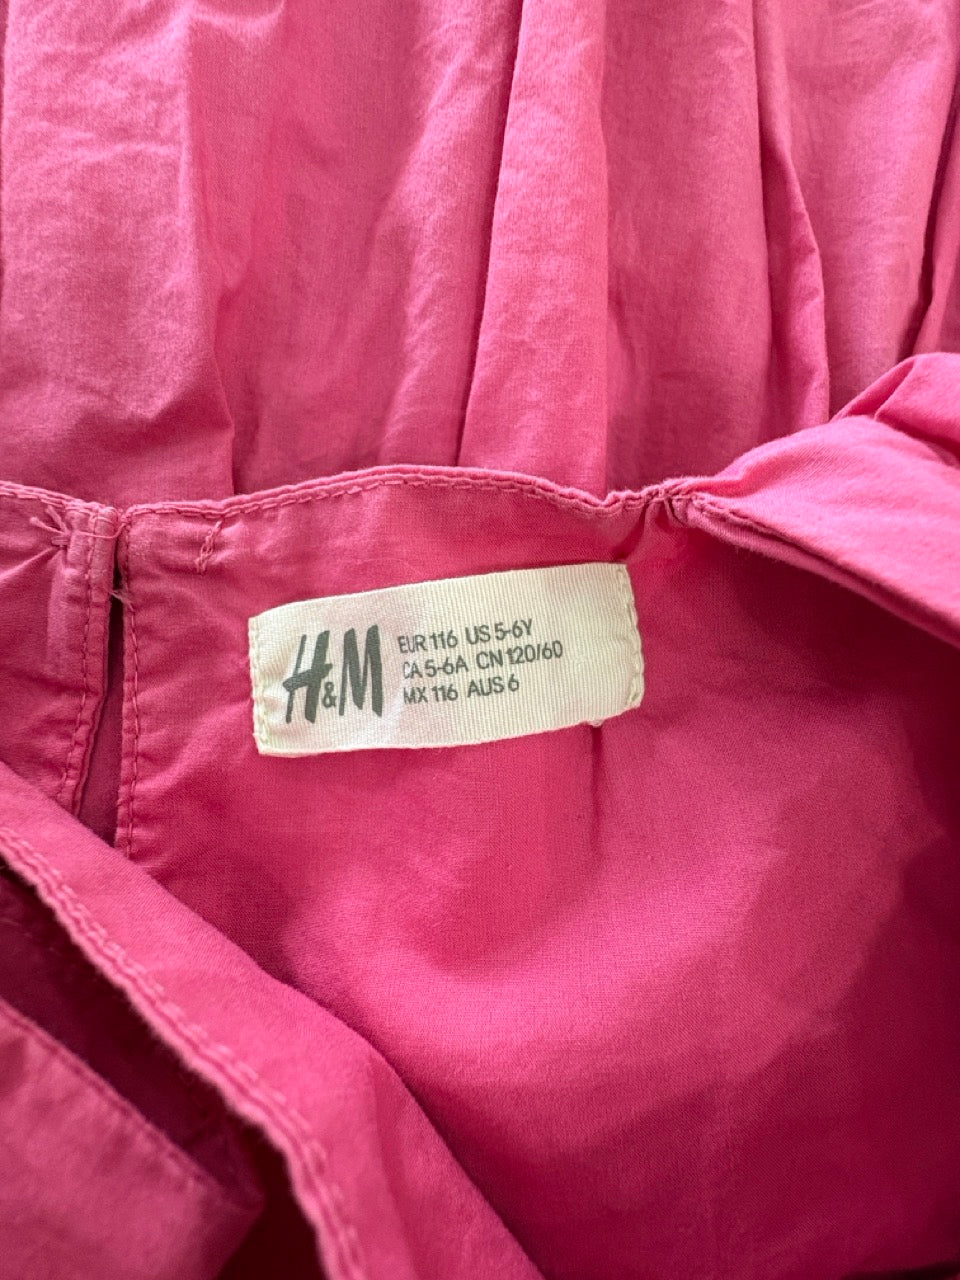 H&M
EUR 116 US 5-6Y
CA 5-6A CN 120/60
MX 116 AUS 6